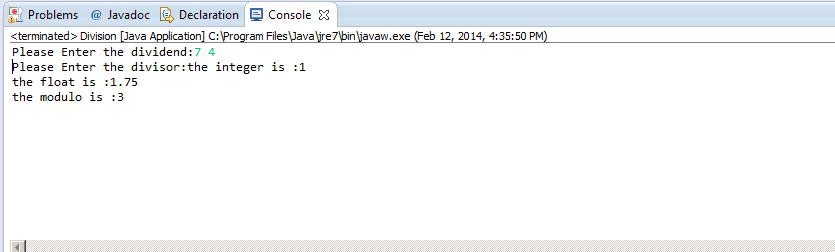 Problems @ Javadoc Declaration Console
<terminated> Division [Java Application] C:\Program Files\Java\jre7\bin\javaw.exe (Feb 12, 2014, 4:35:50 PM)
Please Enter the dividend:7 4
Please Enter the divisor:the integer is :1
the float is :1.75
the modulo is :3